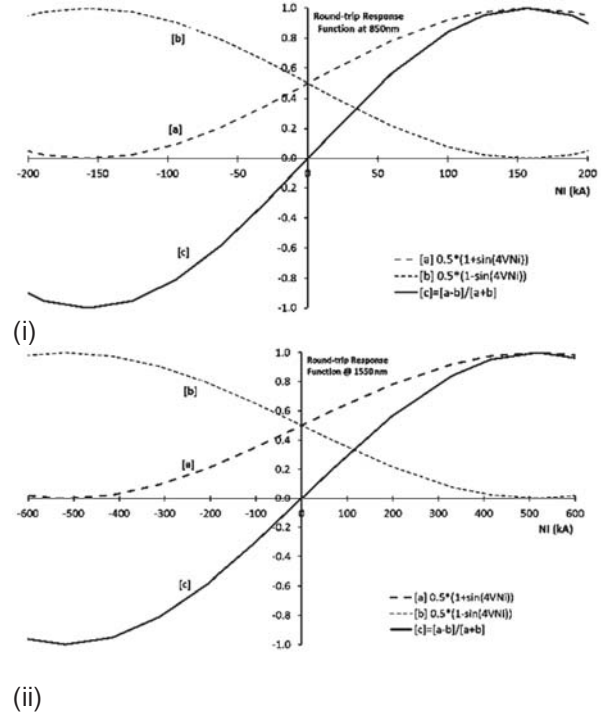 1.0
Round-trip Response
Function at 850nm
[b]
0.8
0.6
0.4
[a]
0.2
0.0
-200 -150 -100 -50 0 50 100 150 200
NI (kA)
-0.2
-0.4
[c]
-0.6
-0.8
-1.0
[a] 0.5*(1+sin(4VNi))
[b] 0.5*(1-sin(4VNi))
[c]=[a-b]/[a+b]
(i)
1.0
Round-trip Response
Function @ 1550nm
[b]
0.8
0.6
0.4
[a]
0.2
0.0
-600 -500 -400 -300 -200 -100 0 100 200 300 400 500 600
NI (kA)
-0.2
-0.4
[c]
-0.6
-0.8
-1.0
[a] 0.5*(1+sin(4VNi))
[b] 0.5*(1-sin(4VNi))
[c]=[a-b]/[a+b]
(ii)